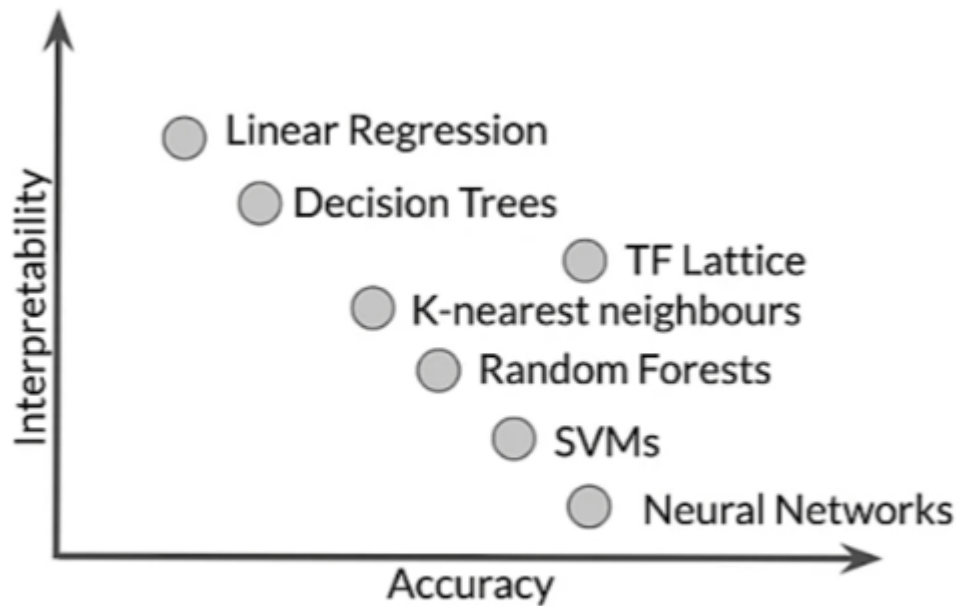 Linear Regression
Decision Trees
TF Lattice
K-nearest neighbours
Random Forests
SVMs
Neural Networks
Interpretability
Accuracy